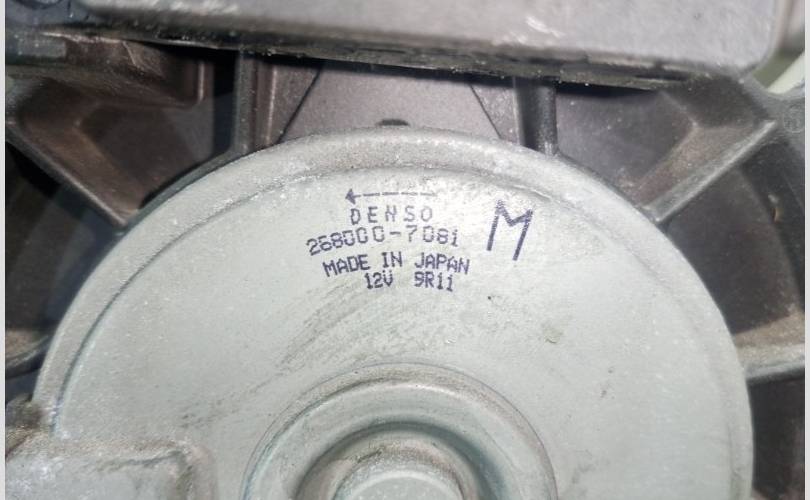 DENSO
268000-7081
M
MADE IN JAPAN
12V 9R11